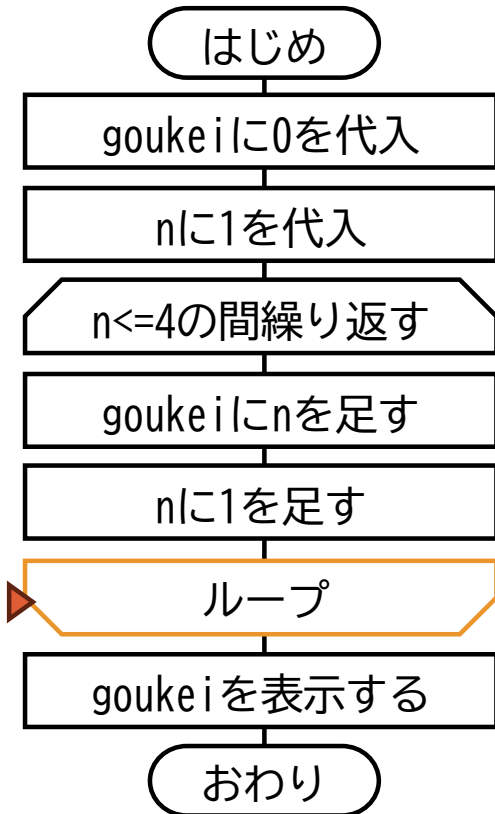 はじめ
goukeiに0を代入
nに1を代入
n<=4の間繰り返す
goukeiにnを足す
nに1を足す
ループ
goukeiを表示する
おわり